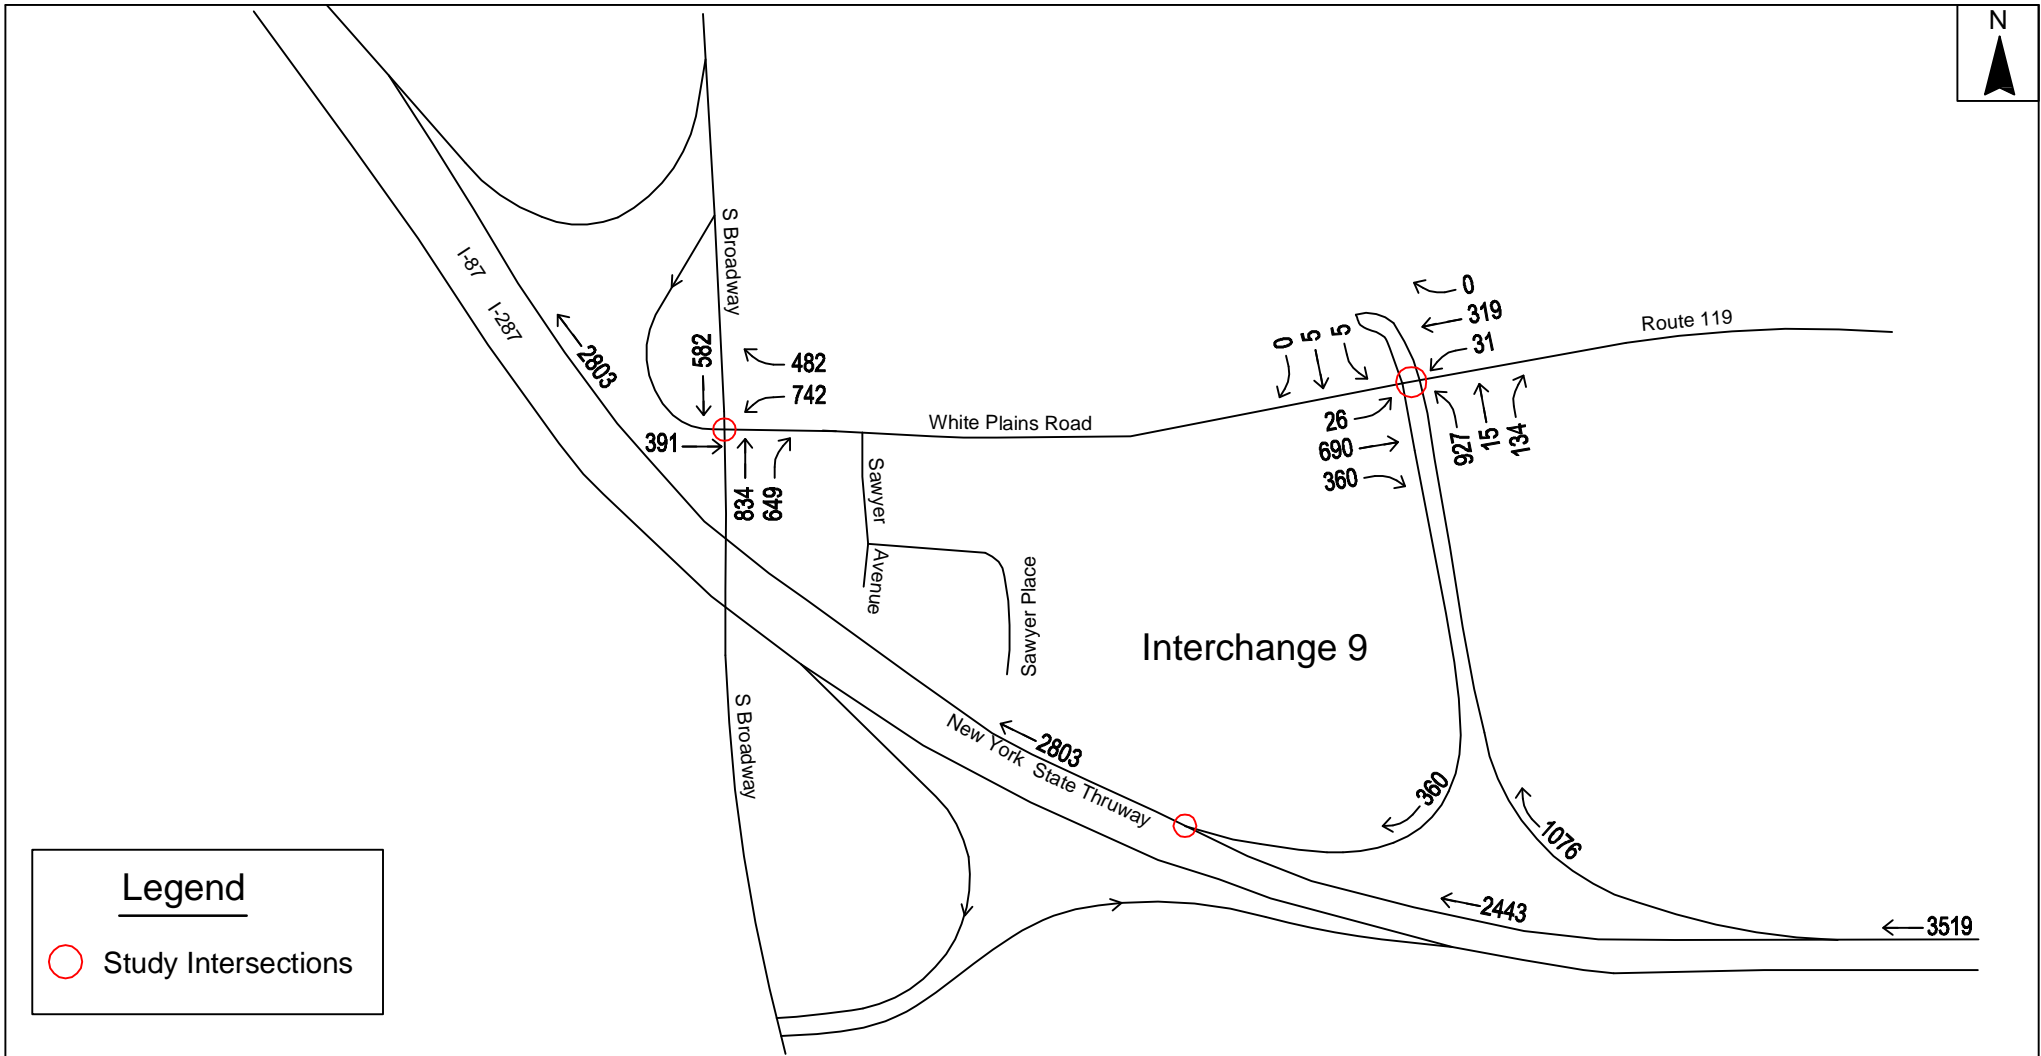 N
S Broadway
I-87
I-287
2803
582
482
742
391
834
649
White Plains Road
0
5
5
0
319
31
Route 119
26
690
360
927
15
134
Sawyer
Avenue
Sawyer Place
Interchange 9
S Broadway
New York State Thruway
2803
360
1076
2443
3519
Legend
Study Intersections